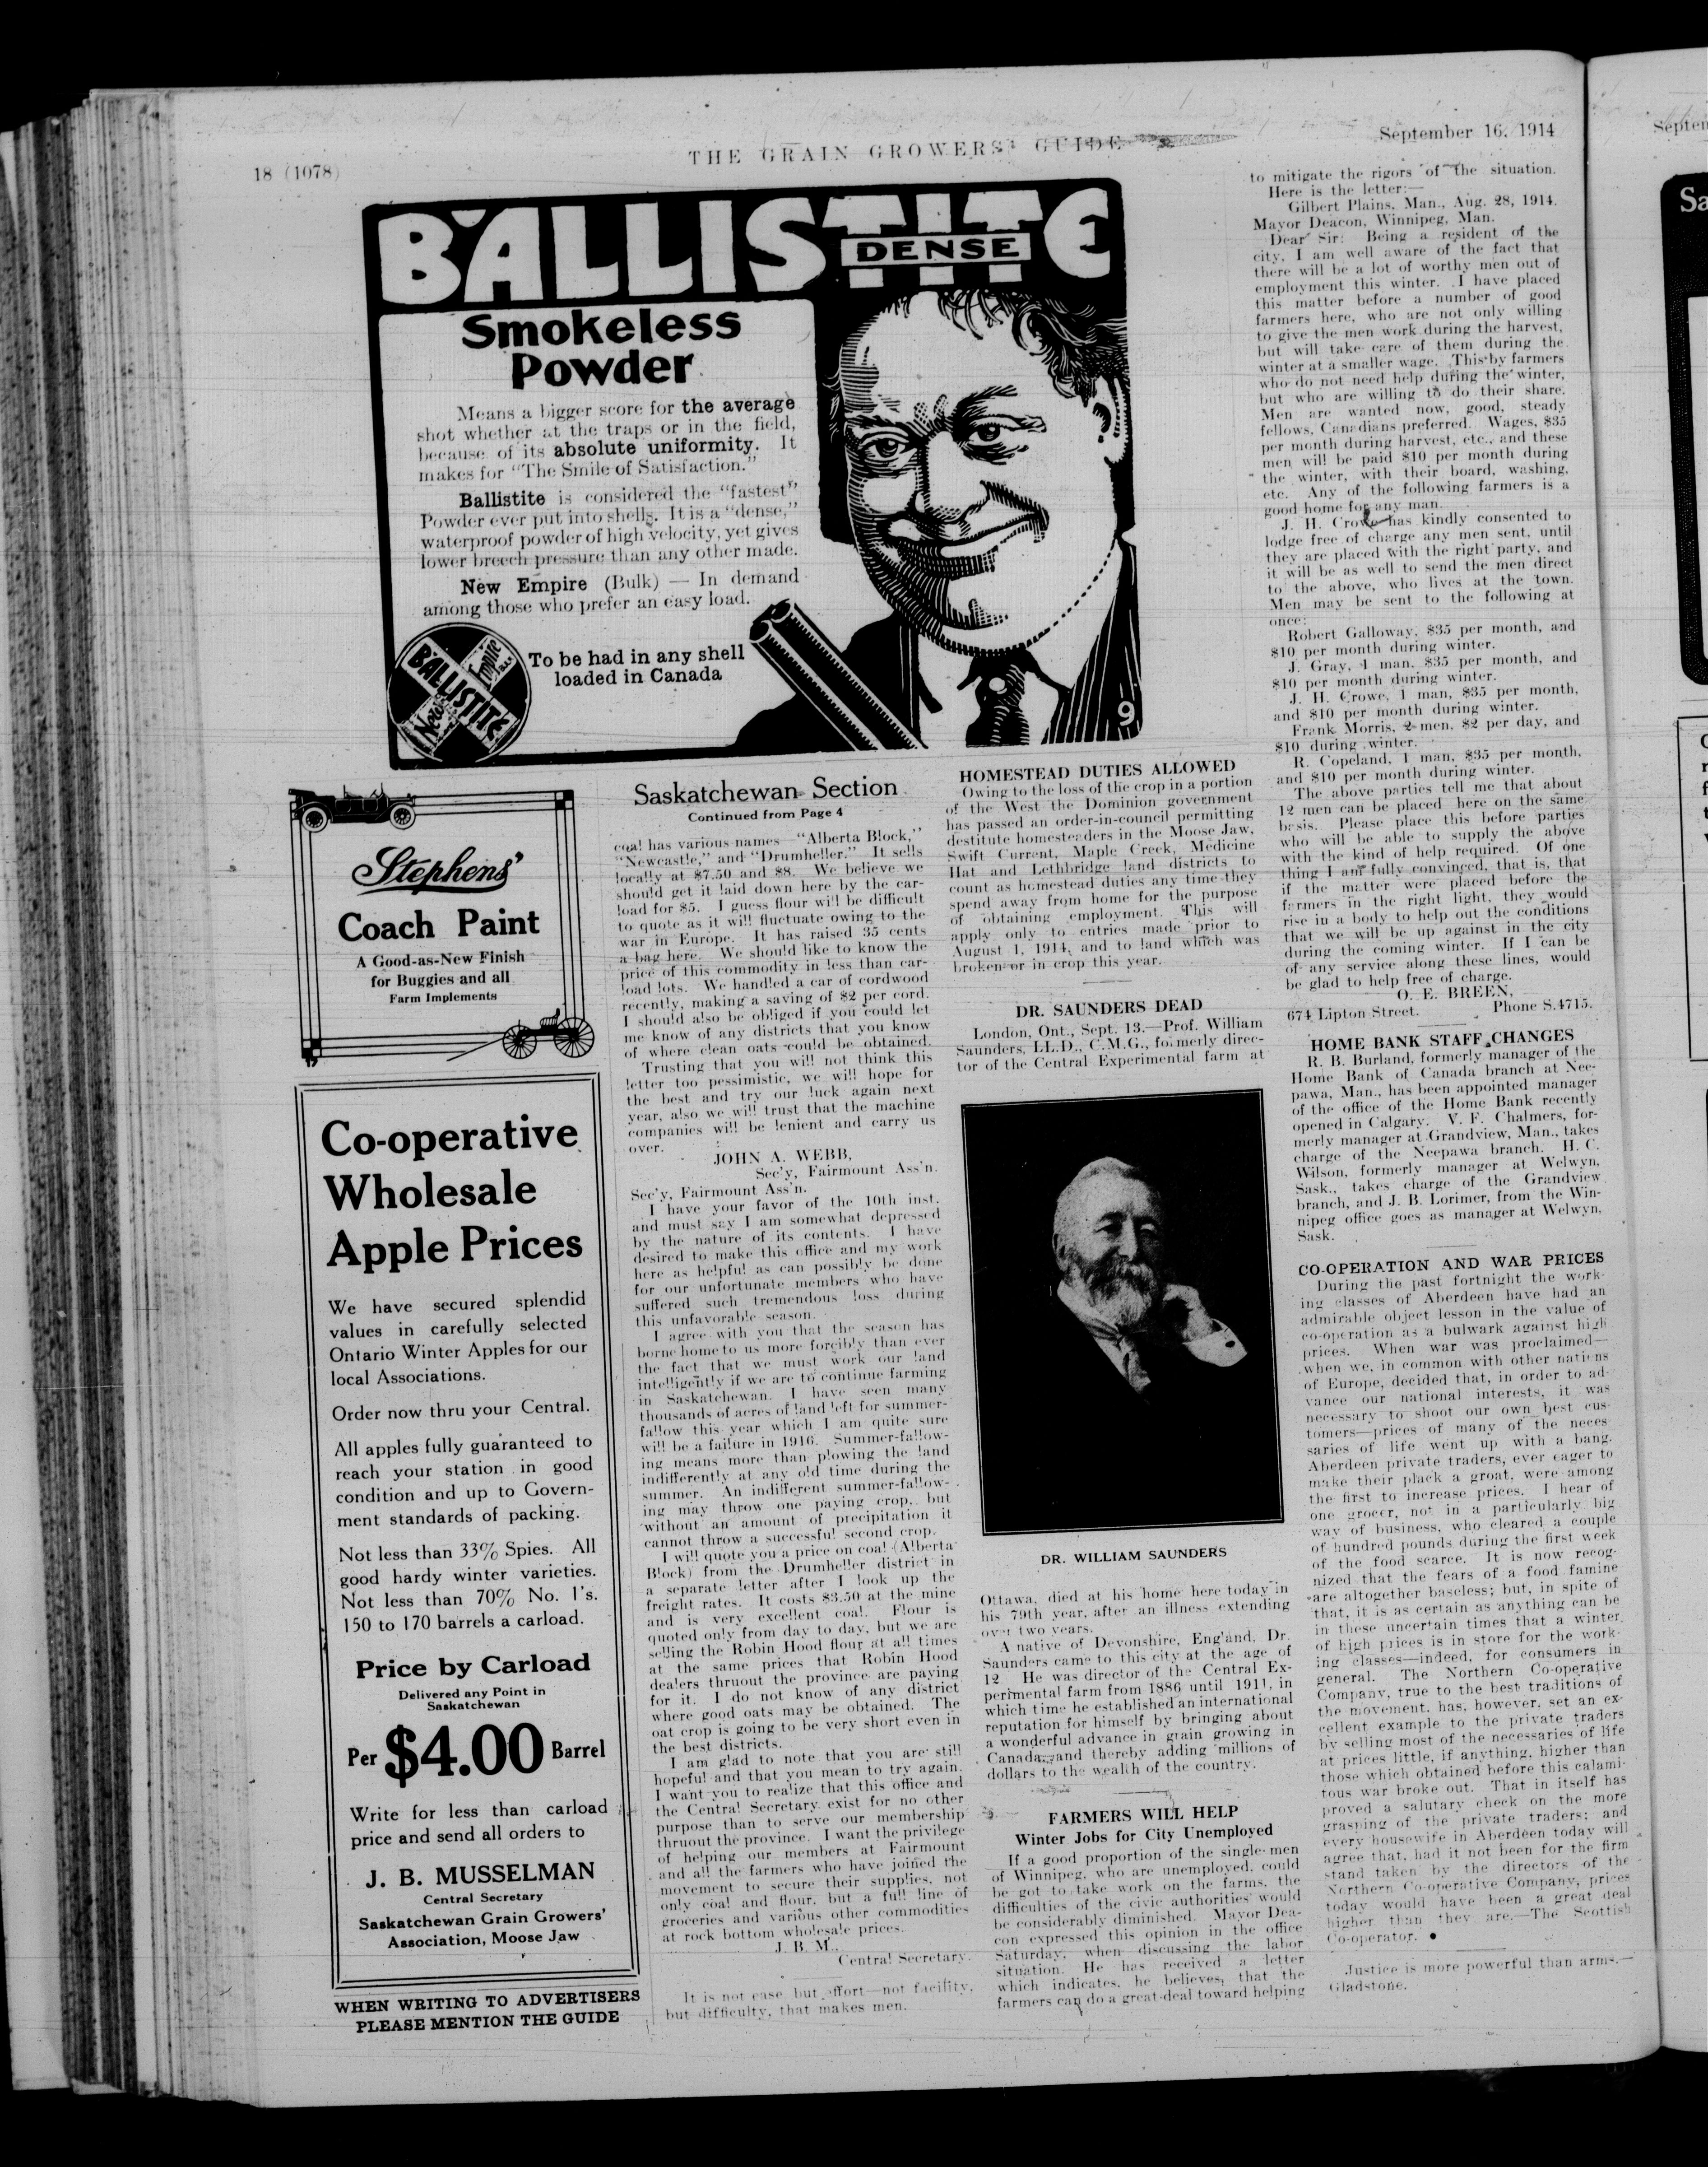 18 (1078)
THE GRAIN GROWERS' GUIDE
September 16, 1914
BALLISTITE
DENSE
Smokeless
Powder
Means a bigger score for the average
shot whether at the traps or in the field,
because of its absolute uniformity. It
makes for "The Smile of Satisfaction."
Ballistite is considered the "fastest"
Powder ever put into shells. It is a "dense,"
waterproof powder of high velocity, yet gives
lower breech pressure than any other made.
New Empire (Bulk) — In demand
among those who prefer an easy load.
BALLISTITE
New
Empire
To be had in any shell
loaded in Canada
9
Stephens'
Coach Paint
A Good-as-New Finish
for Buggies and all
Farm Implements
Co-operative
Wholesale
Apple Prices
We have secured splendid
values in carefully selected
Ontario Winter Apples for our
local Associations.
Order now thru your Central.
All apples fully guaranteed to
reach your station in good
condition and up to Govern-
ment standards of packing.
Not less than 33% Spies. All
good hardy winter varieties.
Not less than 70% No. 1's.
150 to 170 barrels a carload.
Price by Carload
Delivered any Point in
Saskatchewan
Per $4.00 Barrel
Write for less than carload
price and send all orders to
J. B. MUSSELMAN
Central Secretary
Saskatchewan Grain Growers'
Association, Moose Jaw
WHEN WRITING TO ADVERTISERS
PLEASE MENTION THE GUIDE
Saskatchewan Section
Continued from Page 4
coal has various names "Alberta Block,"
"Newcastle," and "Drumheller." It sells
locally at $7.50 and $8. We believe we
should get it laid down here by the car-
load for $5. I guess flour will be difficult
to quote as it will fluctuate owing to the
war in Europe. It has raised 35 cents
a bag here. We should like to know the
price of this commodity in less than car-
load lots. We handled a car of cordwood
recently, making a saving of $2 per cord.
I should also be obliged if you could let
me know of any districts that you know
of where clean oats could be obtained.
Trusting that you will not think this
letter too pessimistic, we will hope for
the best and try our luck again next
year, also we will trust that the machine
companies will be lenient and carry us
over.
JOHN A. WEBB,
Sec'y, Fairmount Ass'n.
Sec'y, Fairmount Ass'n.
I have your favor of the 10th inst.
and must say I am somewhat depressed
by the nature of its contents. I have
desired to make this office and my work
here as helpful as can possibly be done
for our unfortunate members who have
suffered such tremendous loss during
this unfavorable season.
I agree with you that the season has
borne home to us more forcibly than ever
the fact that we must work our land
intelligently if we are to continue farming
in Saskatchewan. I have seen many
thousands of acres of land left for summer-
fallow this year which I am quite sure
will be a failure in 1916. Summer-fallow-
ing means more than plowing the land
indifferently at any old time during the
summer. An indifferent summer-fallow-
ing may throw one paying crop, but
without an amount of precipitation it
cannot throw a successful second crop.
I will quote you a price on coal (Alberta
Block) from the Drumheller district in
a separate letter after I look up the
freight rates. It costs $3.50 at the mine
and is very excellent coal. Flour is
quoted only from day to day, but we are
selling the Robin Hood flour at all times
at the same prices that Robin Hood
dealers thruout the province are paying
for it. I do not know of any district
where good oats may be obtained. The
oat crop is going to be very short even in
the best districts.
I am glad to note that you are still
hopeful and that you mean to try again.
I want you to realize that this office and
the Central Secretary exist for no other
purpose than to serve our membership
thruout the province. I want the privilege
of helping our members at Fairmount
and all the farmers who have joined the
movement to secure their supplies, not
only coal and flour, but a full line of
groceries and various other commodities
at rock bottom wholesale prices.
J. B. M.,
Central Secretary.
It is not ease but effort—not facility,
but difficulty, that makes men.
HOMESTEAD DUTIES ALLOWED
Owing to the loss of the crop in a portion
of the West the Dominion government
has passed an order-in-council permitting
destitute homesteaders in the Moose Jaw,
Swift Current, Maple Creek, Medicine
Hat and Lethbridge land districts to
count as homestead duties any time they
spend away from home for the purpose
of obtaining employment. This will
apply only to entries made prior to
August 1, 1914, and to land which was
broken or in crop this year.
DR. SAUNDERS DEAD
London, Ont., Sept. 13.—Prof. William
Saunders, LL.D., C.M.G., formerly direc-
tor of the Central Experimental farm at
DR. WILLIAM SAUNDERS
Ottawa, died at his home here today in
his 79th year, after an illness extending
over two years.
A native of Devonshire, England, Dr.
Saunders came to this city at the age of
12. He was director of the Central Ex-
perimental farm from 1886 until 1911, in
which time he established an international
reputation for himself by bringing about
a wonderful advance in grain growing in
Canada, and thereby adding millions of
dollars to the wealth of the country.
FARMERS WILL HELP
Winter Jobs for City Unemployed
If a good proportion of the single men
of Winnipeg, who are unemployed, could
be got to take work on the farms, the
difficulties of the civic authorities would
be considerably diminished. Mayor Dea-
con expressed this opinion in the office
Saturday, when discussing the labor
situation. He has received a letter
which indicates, he believes, that the
farmers can do a great deal toward helping
to mitigate the rigors of the situation.
Here is the letter:—
Gilbert Plains, Man., Aug. 28, 1914.
Mayor Deacon, Winnipeg, Man.
Dear Sir: Being a resident of the
city, I am well aware of the fact that
there will be a lot of worthy men out of
employment this winter. I have placed
this matter before a number of good
farmers here, who are not only willing
to give the men work during the harvest,
but will take care of them during the
winter at a smaller wage. This by farmers
who do not need help during the winter,
but who are willing to do their share.
Men are wanted now, good, steady
fellows, Canadians preferred. Wages, $35
per month during harvest, etc., and these
men will be paid $10 per month during
the winter, with their board, washing,
etc. Any of the following farmers is a
good home for any man.
J. H. Crowe has kindly consented to
lodge free of charge any men sent, until
they are placed with the right party, and
it will be as well to send the men direct
to the above, who lives at the town.
Men may be sent to the following at
once:
Robert Galloway, $35 per month, and
$10 per month during winter.
J. Gray, 1 man, $35 per month, and
$10 per month during winter.
J. H. Crowe, 1 man, $35 per month,
and $10 per month during winter.
Frank Morris, 2 men, $2 per day, and
$10 during winter.
R. Copeland, 1 man, $35 per month,
and $10 per month during winter.
The above parties tell me that about
12 men can be placed here on the same
basis. Please place this before parties
who will be able to supply the above
with the kind of help required. Of one
thing I am fully convinced, that is, that
if the matter were placed before the
farmers in the right light, they would
rise in a body to help out the conditions
that we will be up against in the city
during the coming winter. If I can be
of any service along these lines, would
be glad to help free of charge.
O. E. BREEN,
674 Lipton Street. Phone S.4715.
HOME BANK STAFF CHANGES
R. B. Burland, formerly manager of the
Home Bank of Canada branch at Nee-
pawa, Man., has been appointed manager
of the office of the Home Bank recently
opened in Calgary. V. F. Chalmers, for-
merly manager at Grandview, Man., takes
charge of the Neepawa branch. H. C.
Wilson, formerly manager at Welwyn,
Sask., takes charge of the Grandview
branch, and J. B. Lorimer, from the Win-
nipeg office goes as manager at Welwyn,
Sask.
CO-OPERATION AND WAR PRICES
During the past fortnight the work-
ing classes of Aberdeen have had an
admirable object lesson in the value of
co-operation as a bulwark against high
prices. When war was proclaimed—
when we, in common with other nations
of Europe, decided that, in order to ad-
vance our national interests, it was
necessary to shoot our own best cus-
tomers—prices of many of the neces
saries of life went up with a bang.
Aberdeen private traders, ever eager to
make their plack a groat, were among
the first to increase prices. I hear of
one grocer, not in a particularly big
way of business, who cleared a couple
of hundred pounds during the first week
of the food scarce. It is now recog-
nized that the fears of a food famine
are altogether baseless; but, in spite of
that, it is as certain as anything can be
in these uncertain times that a winter
of high prices is in store for the work-
ing classes—indeed, for consumers in
general. The Northern Co-operative
Company, true to the best traditions of
the movement, has, however, set an ex-
cellent example to the private traders
by selling most of the necessaries of life
at prices little, if anything, higher than
those which obtained before this calami-
tous war broke out. That in itself has
proved a salutary check on the more
grasping of the private traders; and
every housewife in Aberdeen today will
agree that, had it not been for the firm
stand taken by the directors of the
Northern Co-operative Company, prices
today would have been a great deal
higher than they are.—The Scottish
Co-operator.
Justice is more powerful than arms.—
Gladstone.
Septem
Sa